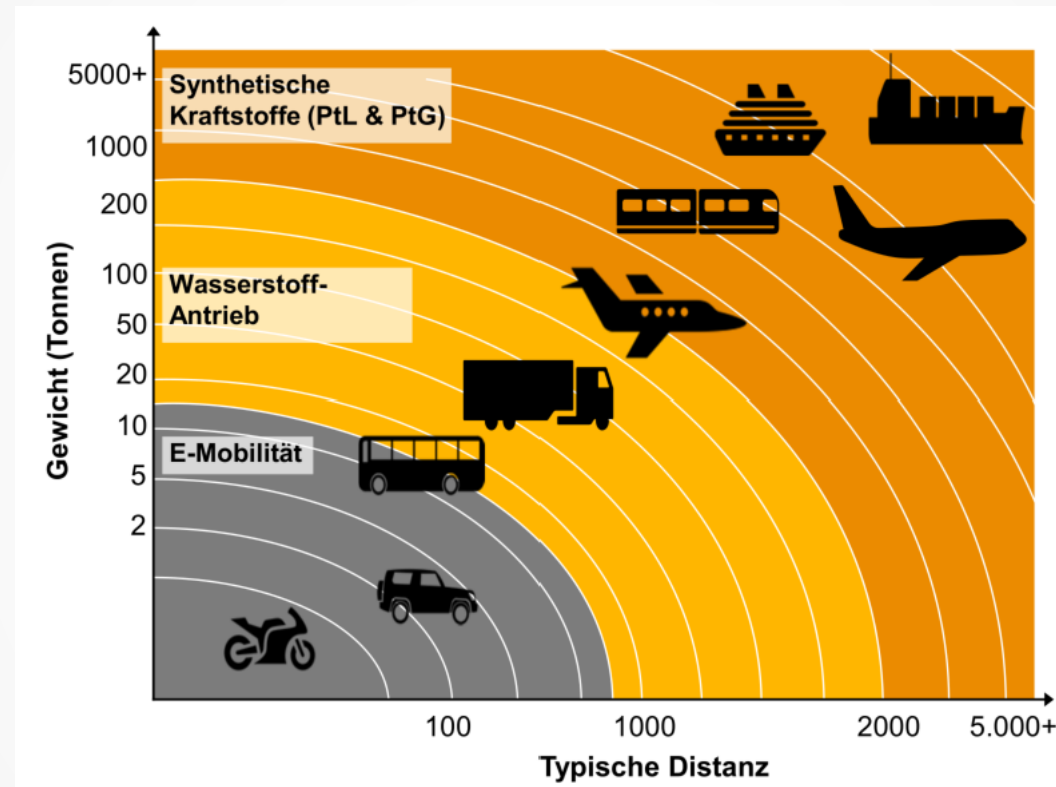 5000+
Synthetische
Kraftstoffe (PtL & PtG)
1000
200
100
Wasserstoff-
Antrieb
50
20
10
E-Mobilität
5
2
Gewicht (Tonnen)
100
1000
2000
5.000+
Typische Distanz